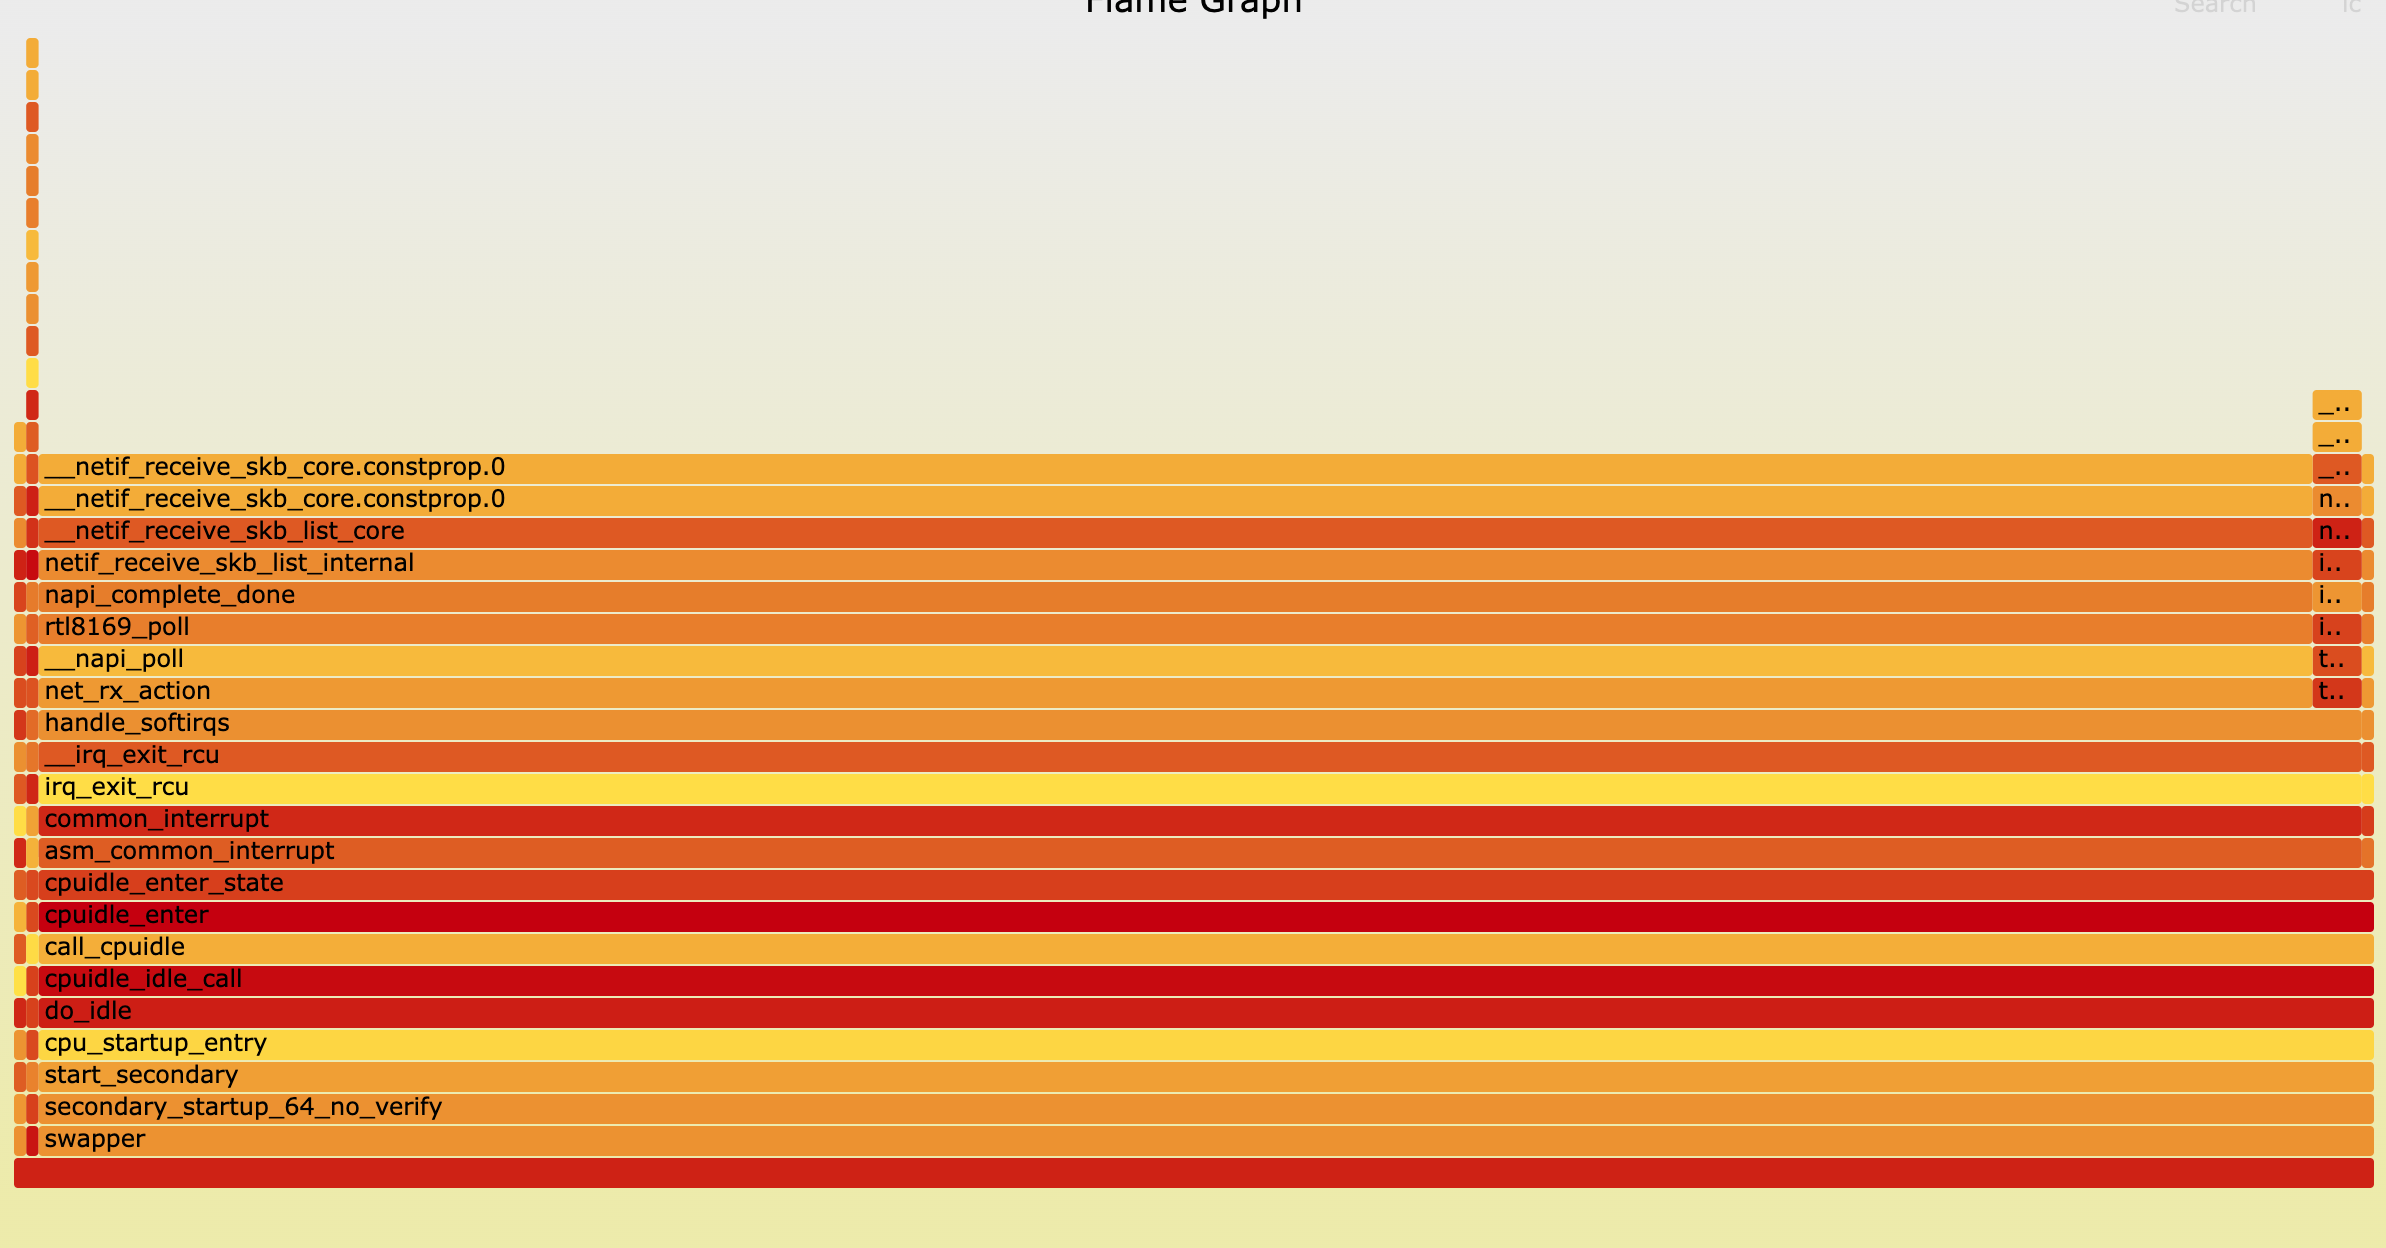 Flame Graph
Search ic
_..
_..
__netif_receive_skb_core.constprop.0 _..
__netif_receive_skb_core.constprop.0 n..
__netif_receive_skb_list_core n..
netif_receive_skb_list_internal i..
napi_complete_done i..
rtl8169_poll i..
__napi_poll t..
net_rx_action t..
handle_softirqs
__irq_exit_rcu
irq_exit_rcu
common_interrupt
asm_common_interrupt
cpuidle_enter_state
cpuidle_enter
call_cpuidle
cpuidle_idle_call
do_idle
cpu_startup_entry
start_secondary
secondary_startup_64_no_verify
swapper